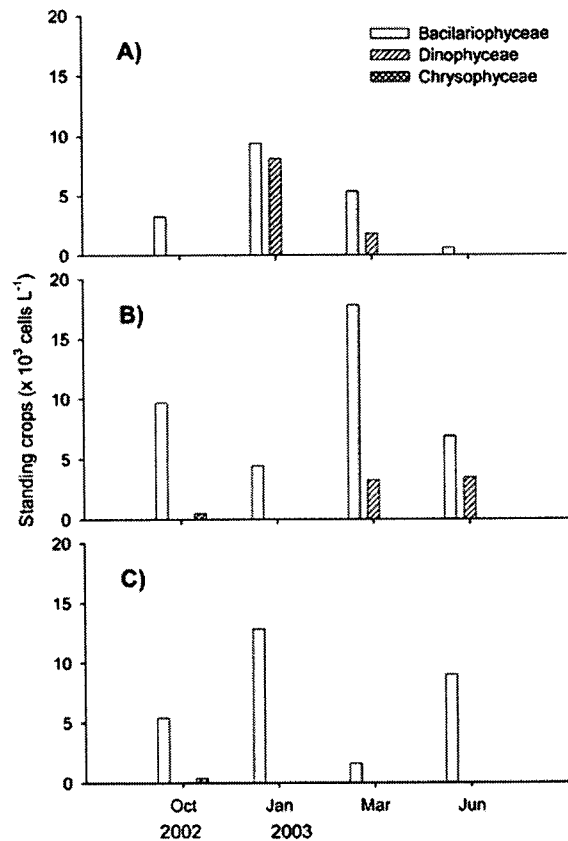 20
15
10
5
0
A)
Bacilariophyceae
Dinophyceae
Chrysophyceae
20
15
10
5
0
B)
Standing crops (x 10³ cells L⁻¹)
20
15
10
5
0
C)
Oct Jan Mar Jun
2002 2003